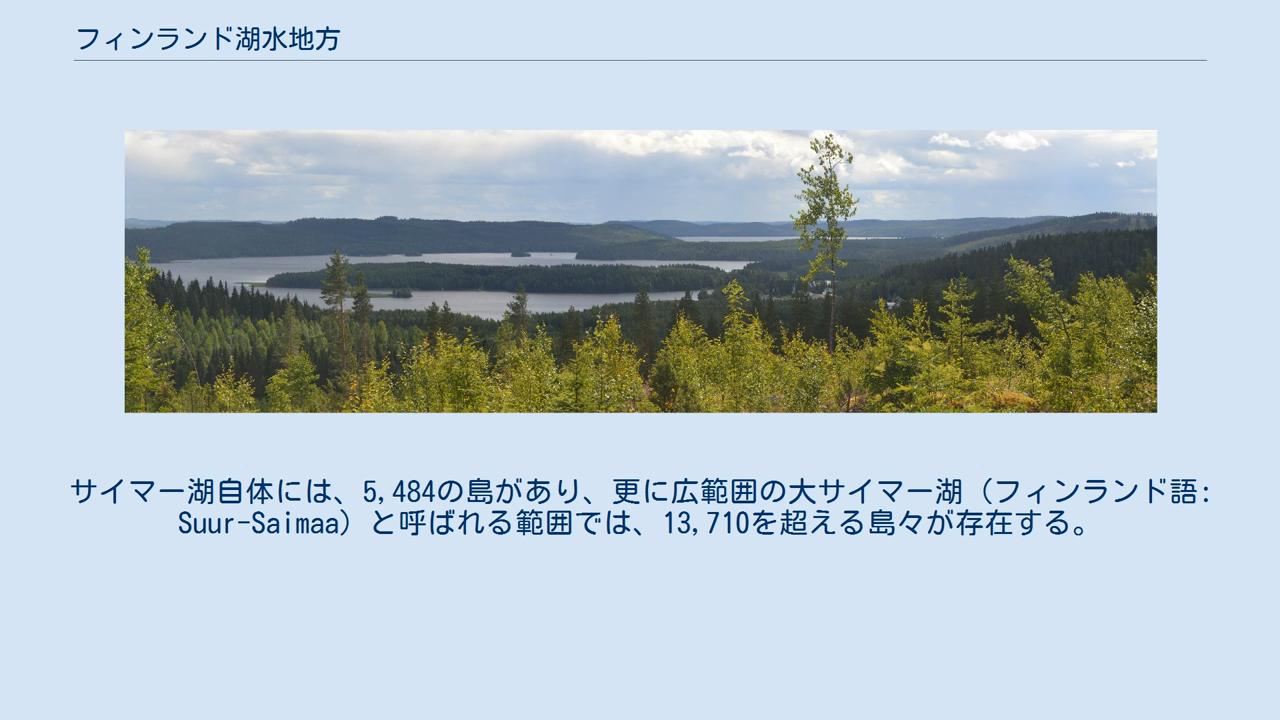 フィンランド湖水地方
サイマー湖自体には、5,484の島があり、更に広範囲の大サイマー湖（フィンランド語:
Suur-Saimaa）と呼ばれる範囲では、13,710を超える島々が存在する。